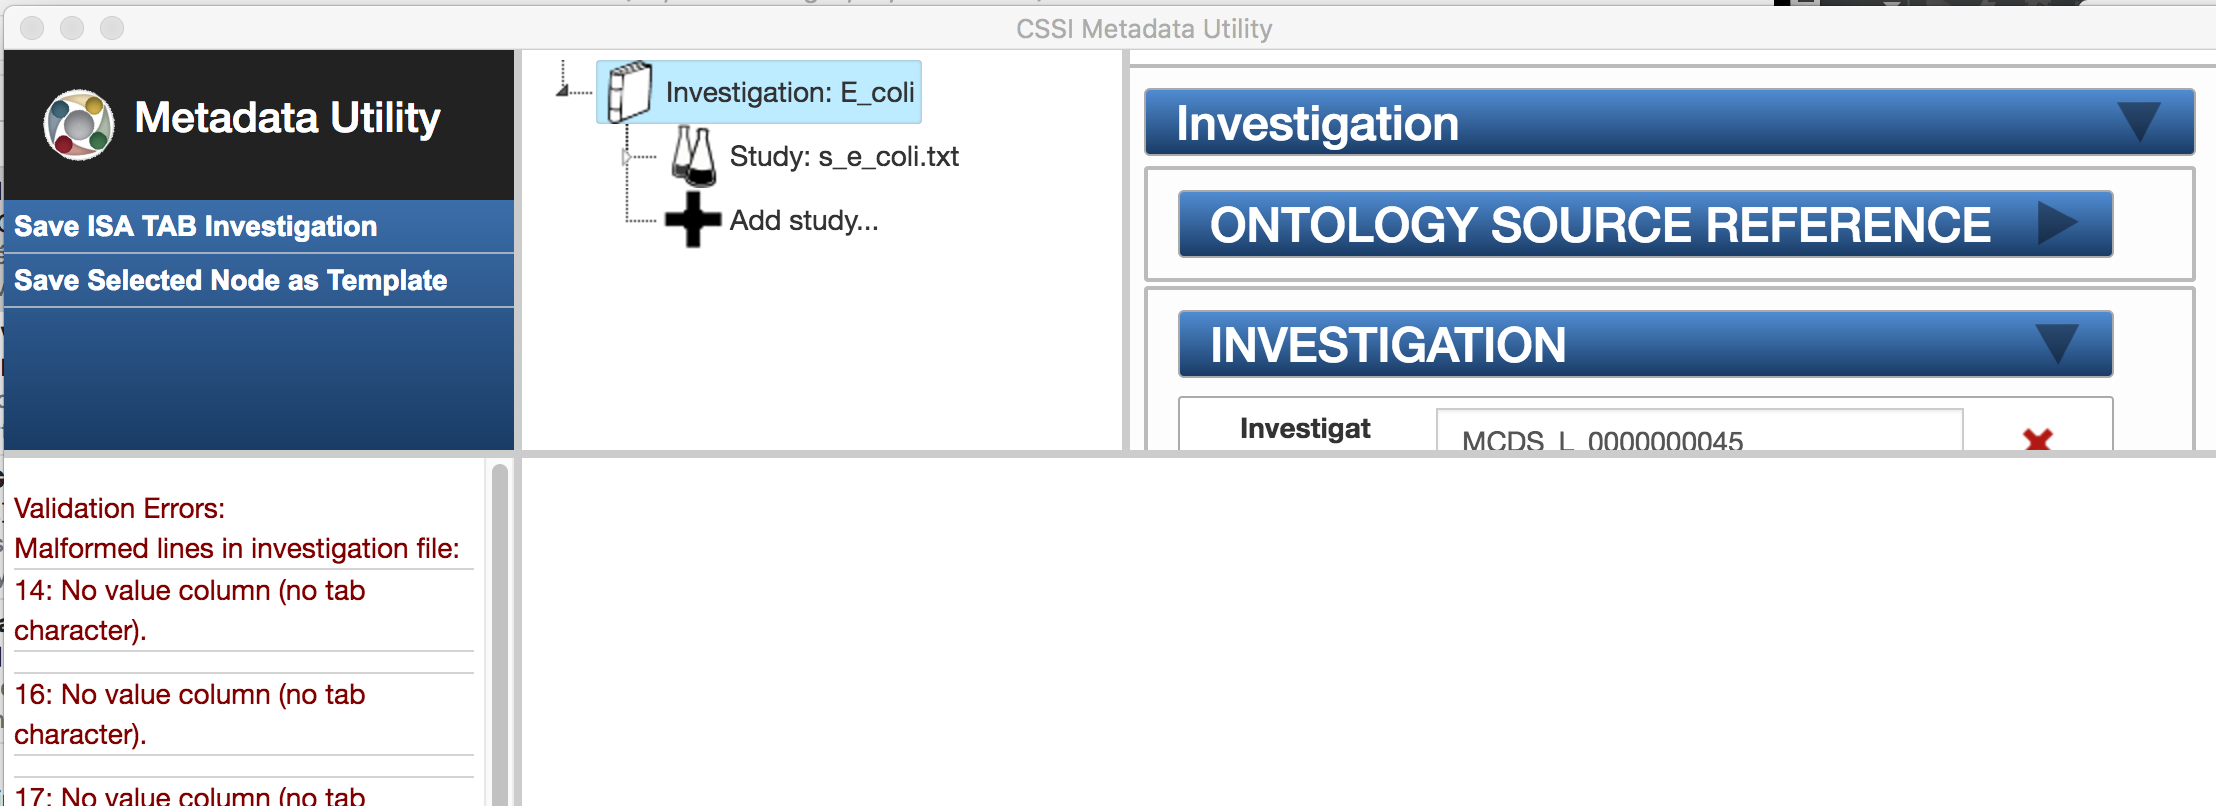 CSSI Metadata Utility
Metadata Utility
Save ISA TAB Investigation
Save Selected Node as Template
Investigation: E_coli
Study: s_e_coli.txt
Add study...
Investigation
ONTOLOGY SOURCE REFERENCE
INVESTIGATION
Investigat
MCDS_L_0000000045
Validation Errors:
Malformed lines in investigation file:
14: No value column (no tab
character).
16: No value column (no tab
character).
17: No value column (no tab